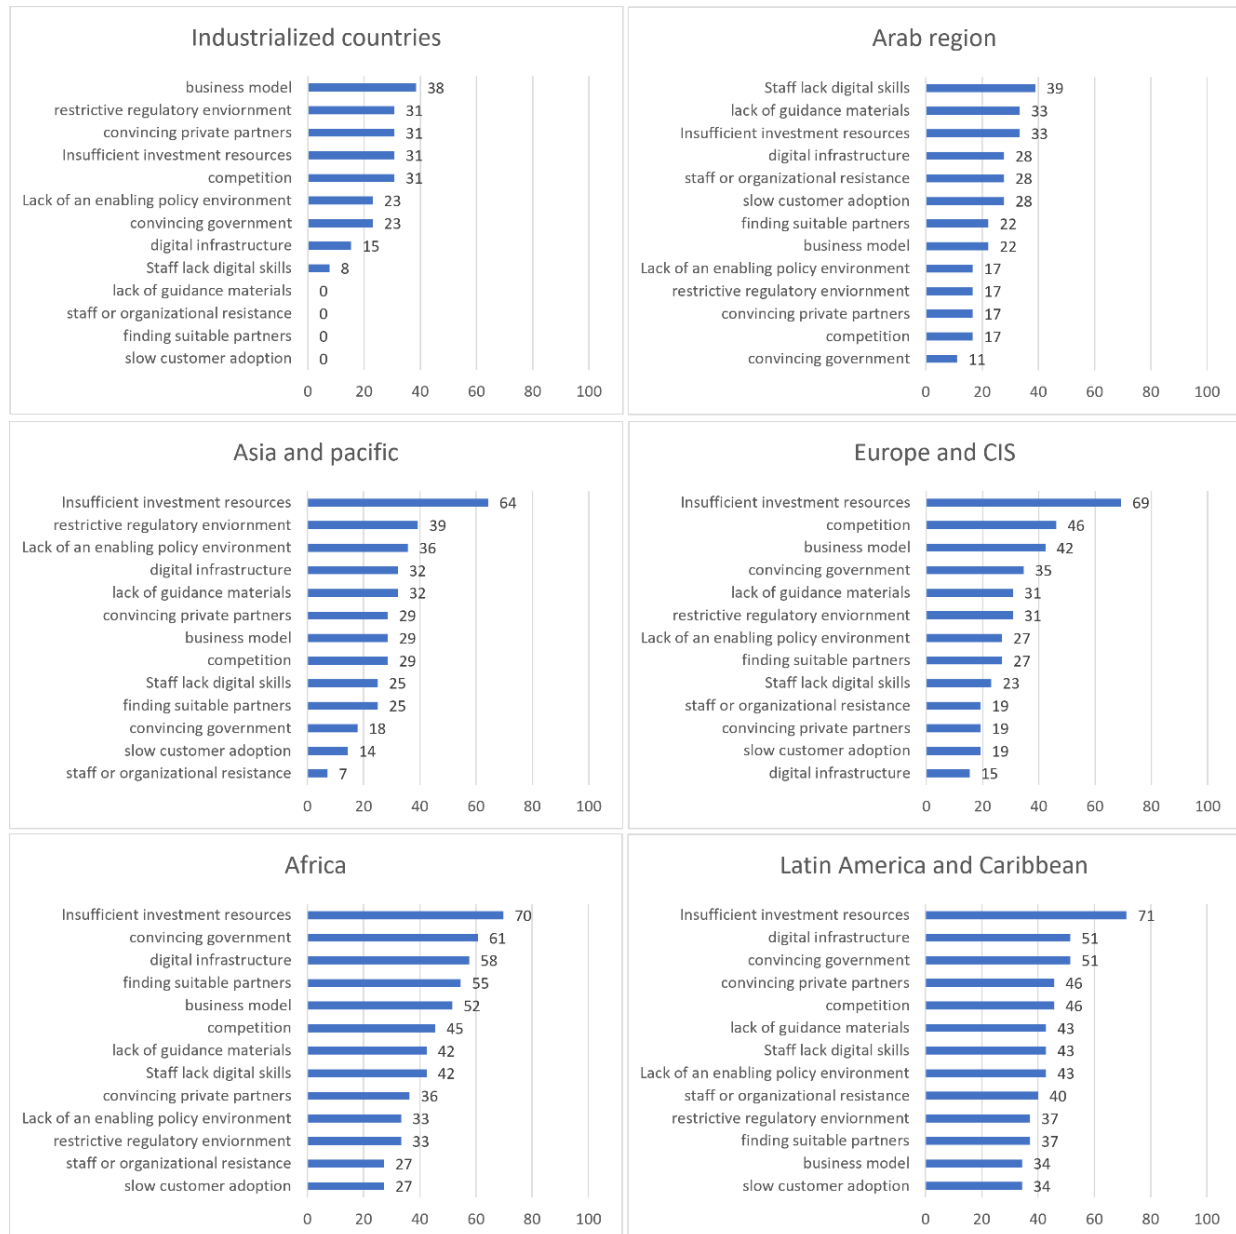 Industrialized countries
business model 38
restrictive regulatory enviornment 31
convincing private partners 31
Insufficient investment resources 31
competition 31
Lack of an enabling policy environment 23
convincing government 23
digital infrastructure 15
Staff lack digital skills 8
lack of guidance materials 0
staff or organizational resistance 0
finding suitable partners 0
slow customer adoption 0
0 20 40 60 80 100
Arab region
Staff lack digital skills 39
lack of guidance materials 33
Insufficient investment resources 33
digital infrastructure 28
staff or organizational resistance 28
slow customer adoption 28
finding suitable partners 22
business model 22
Lack of an enabling policy environment 17
restrictive regulatory enviornment 17
convincing private partners 17
competition 17
convincing government 11
0 20 40 60 80 100
Asia and pacific
Insufficient investment resources 64
restrictive regulatory enviornment 39
Lack of an enabling policy environment 36
digital infrastructure 32
lack of guidance materials 32
convincing private partners 29
business model 29
competition 29
Staff lack digital skills 25
finding suitable partners 25
convincing government 18
slow customer adoption 14
staff or organizational resistance 7
0 20 40 60 80 100
Europe and CIS
Insufficient investment resources 69
competition 46
business model 42
convincing government 35
lack of guidance materials 31
restrictive regulatory enviornment 31
Lack of an enabling policy environment 27
finding suitable partners 27
Staff lack digital skills 23
staff or organizational resistance 19
convincing private partners 19
slow customer adoption 19
digital infrastructure 15
0 20 40 60 80 100
Africa
Insufficient investment resources 70
convincing government 61
digital infrastructure 58
finding suitable partners 55
business model 52
competition 45
lack of guidance materials 42
Staff lack digital skills 42
convincing private partners 36
Lack of an enabling policy environment 33
restrictive regulatory enviornment 33
staff or organizational resistance 27
slow customer adoption 27
0 20 40 60 80 100
Latin America and Caribbean
Insufficient investment resources 71
digital infrastructure 51
convincing government 51
convincing private partners 46
competition 46
lack of guidance materials 43
Staff lack digital skills 43
Lack of an enabling policy environment 43
staff or organizational resistance 40
restrictive regulatory enviornment 37
finding suitable partners 37
business model 34
slow customer adoption 34
0 20 40 60 80 100